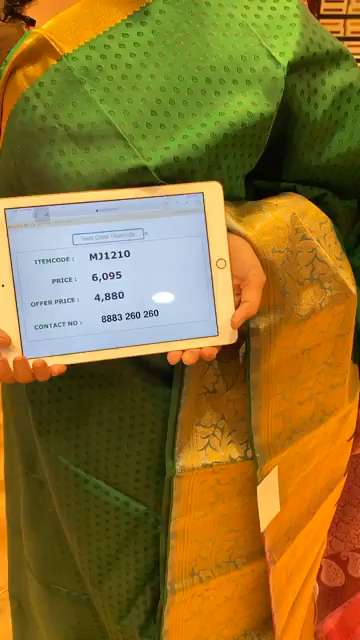 ITEMCODE : MJ1210
PRICE : 6,095
OFFER PRICE : 4,880
CONTACT NO : 8883 260 260